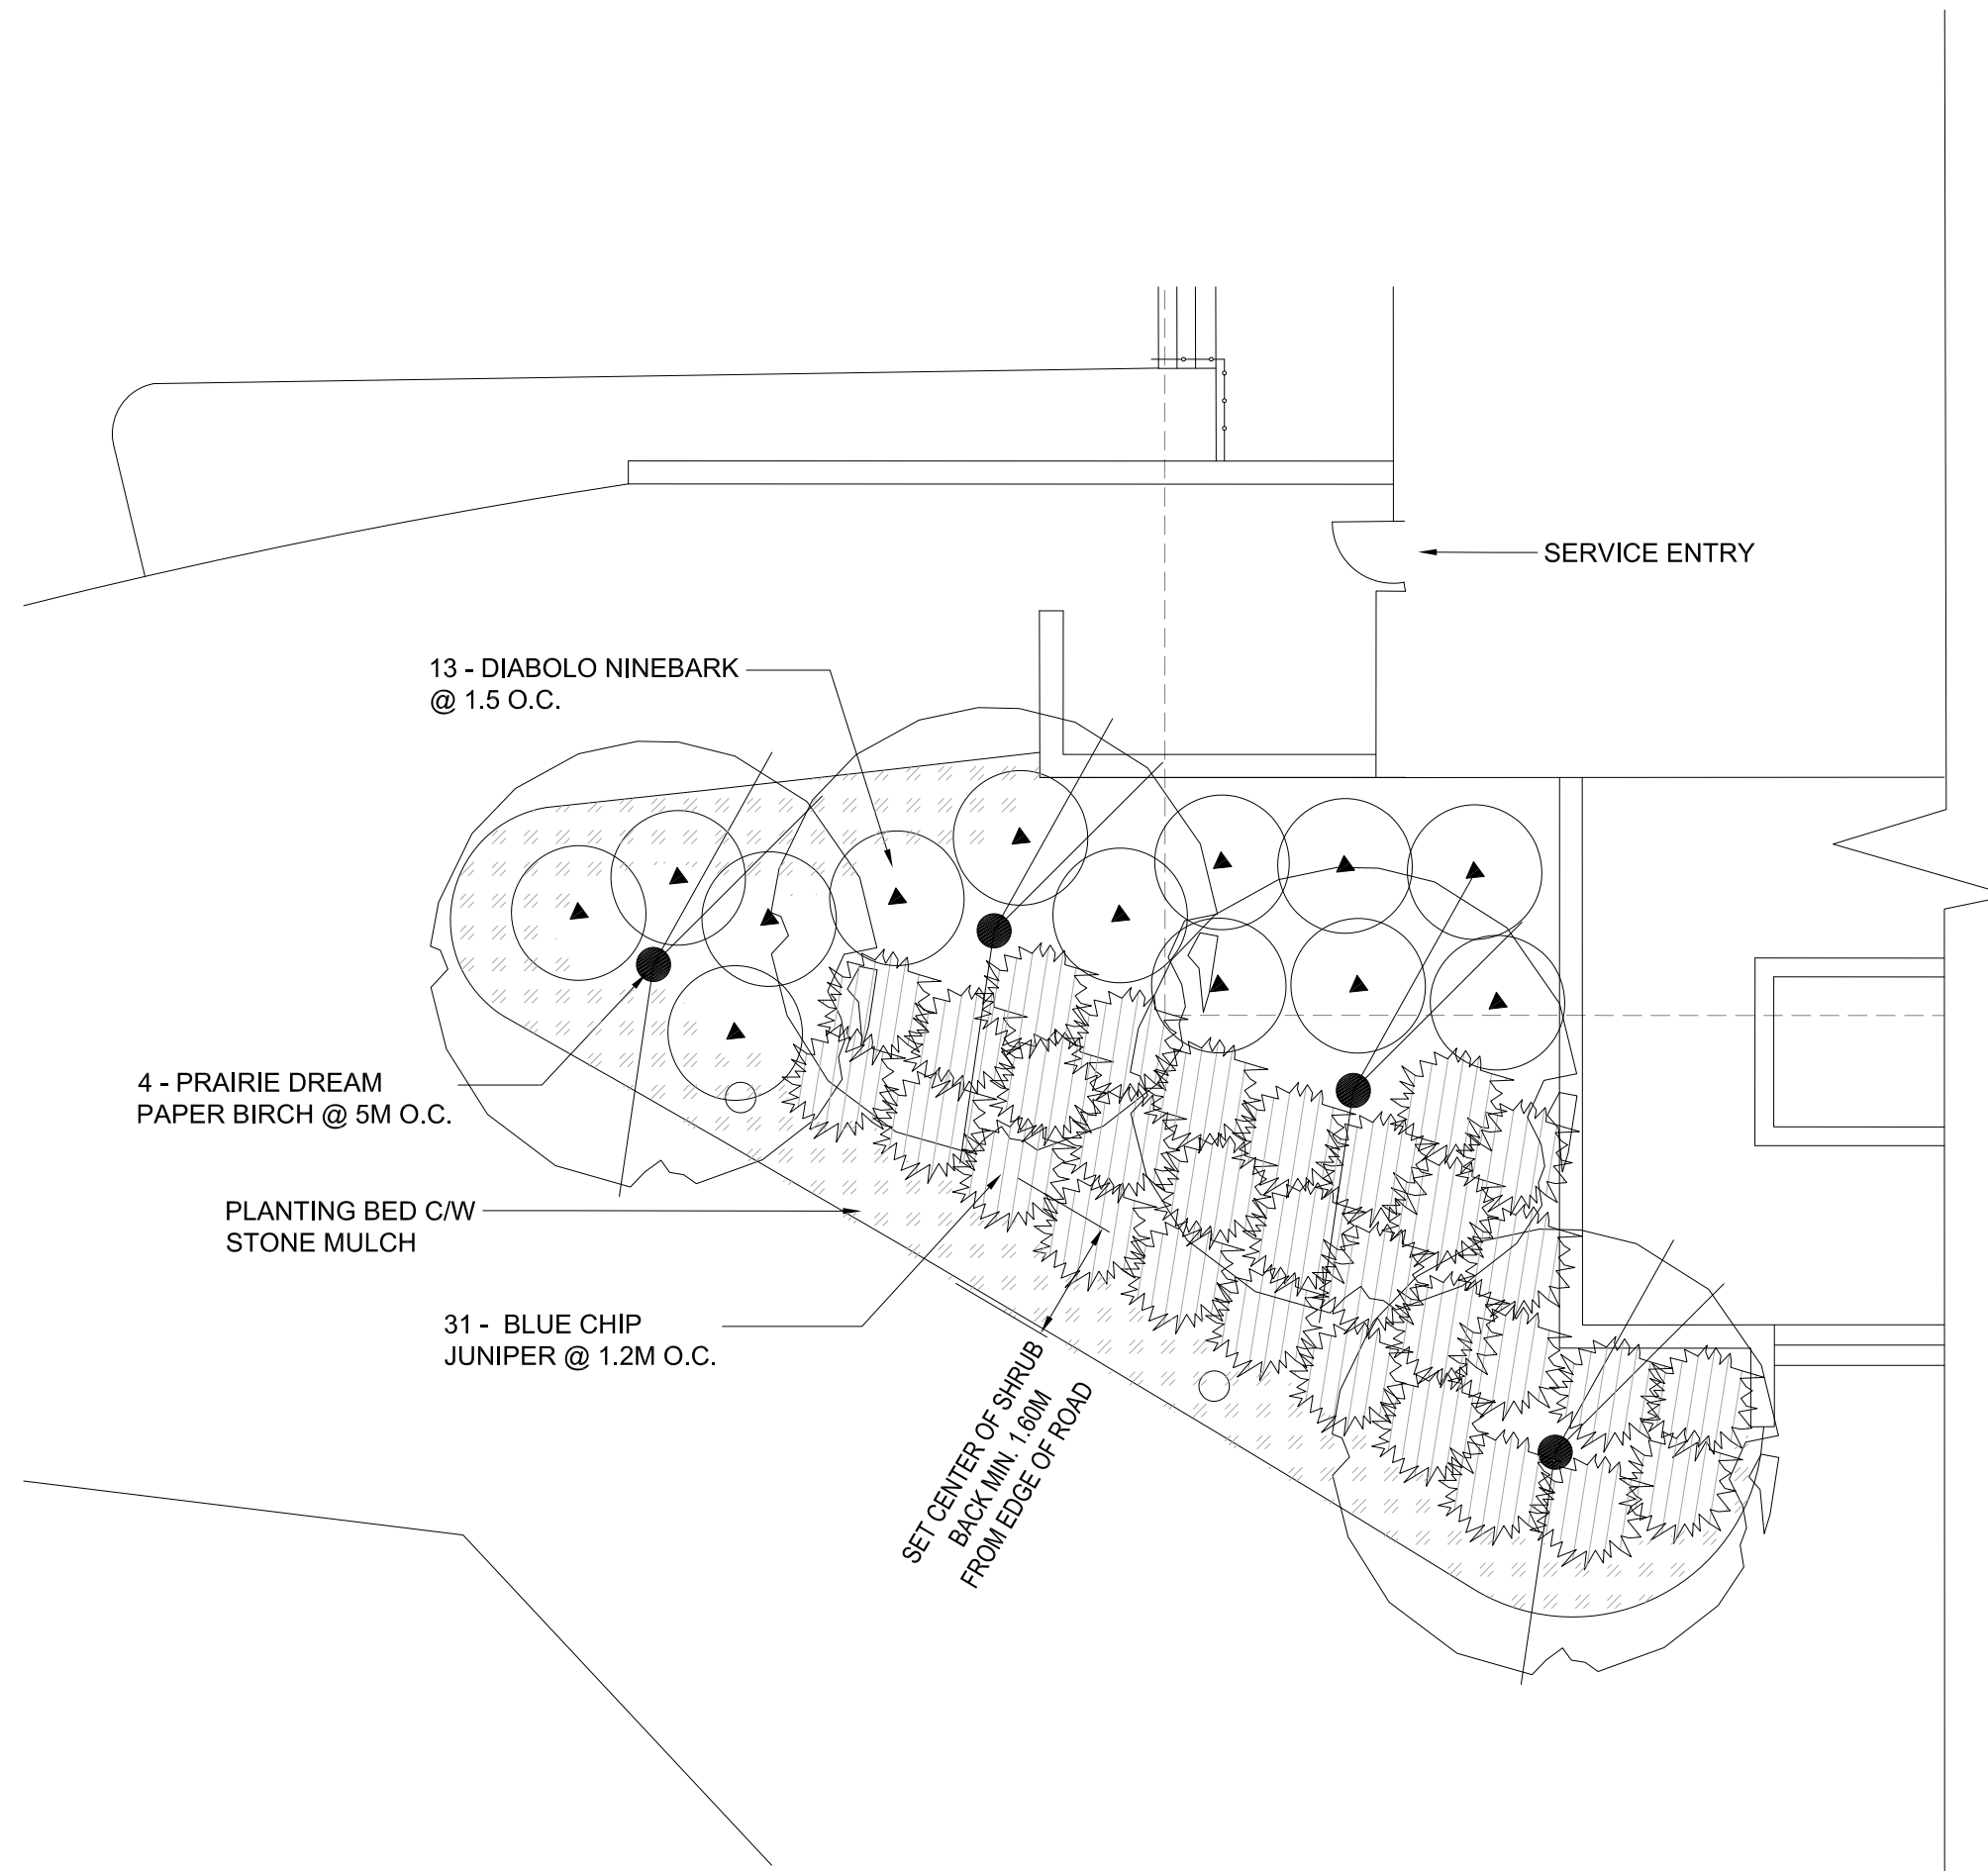 SERVICE ENTRY
13 - DIABOLO NINEBARK
@ 1.5 O.C.
4 - PRAIRIE DREAM
PAPER BIRCH @ 5M O.C.
PLANTING BED C/W
STONE MULCH
31 - BLUE CHIP
JUNIPER @ 1.2M O.C.
SET CENTER OF SHRUB
BACK MIN. 1.60M
FROM EDGE OF ROAD